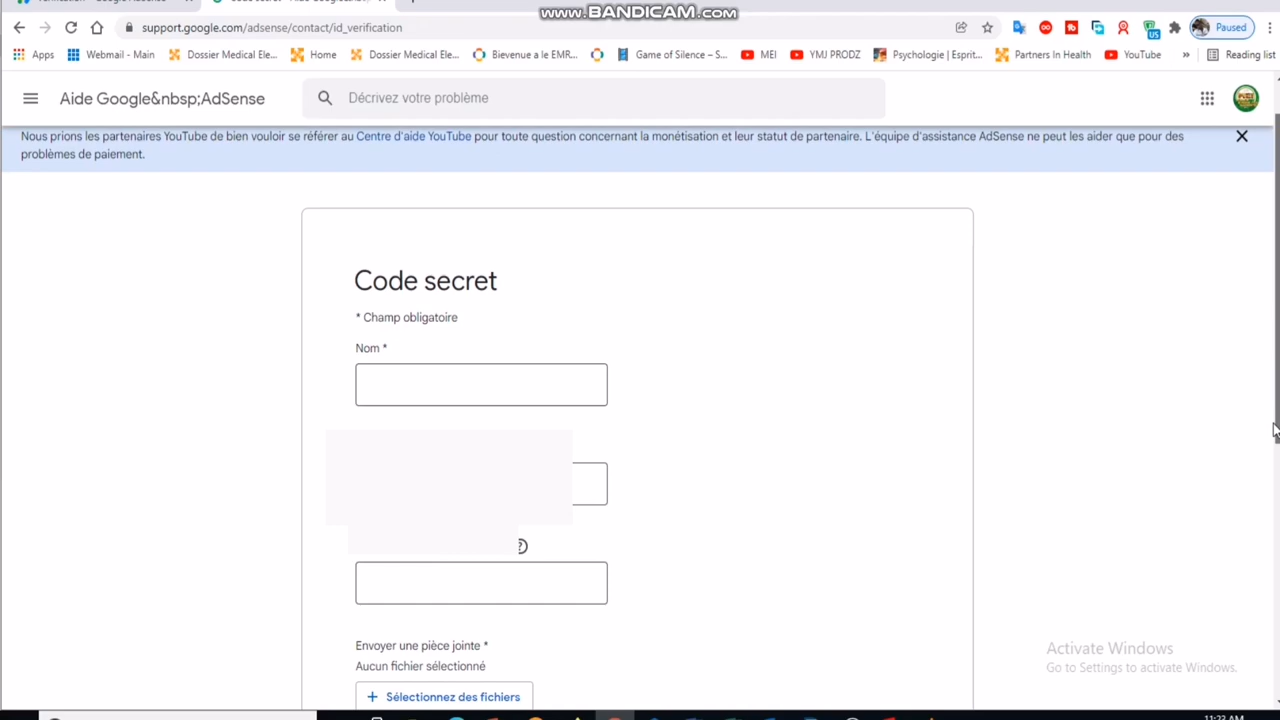 www.BANDICAM.com
support.google.com/adsense/contact/id_verification
Paused
Apps
Webmail - Main
Dossier Medical Ele...
Home
Dossier Medical Ele...
Bievenue a le EMR...
Game of Silence – S...
MEI
YMJ PRODZ
Psychologie | Esprit...
Partners In Health
YouTube
»
Reading list
Aide Google&nbsp;AdSense
Décrivez votre problème
Nous prions les partenaires YouTube de bien vouloir se référer au Centre d'aide YouTube pour toute question concernant la monétisation et leur statut de partenaire. L'équipe d'assistance AdSense ne peut les aider que pour des
problèmes de paiement.
Code secret
* Champ obligatoire
Nom *
Envoyer une pièce jointe *
Aucun fichier sélectionné
+ Sélectionnez des fichiers
Activate Windows
Go to Settings to activate Windows.
11:23 AM